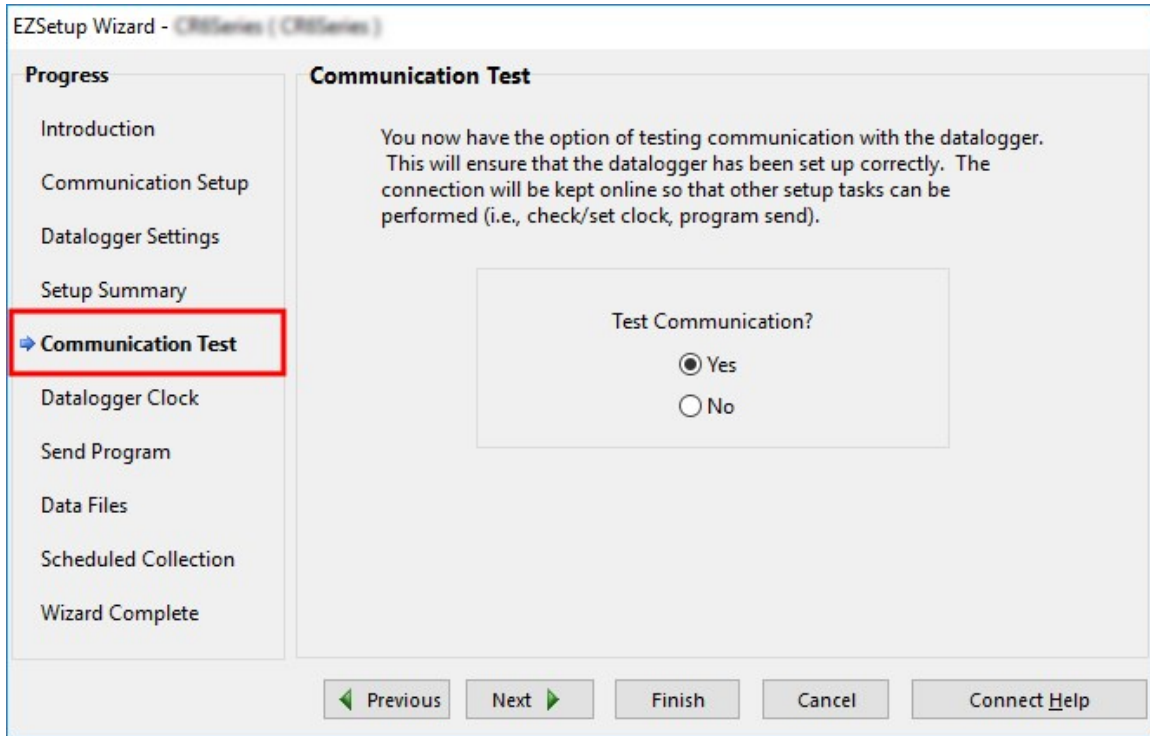 EZSetup Wizard -
Progress
Introduction
Communication Setup
Datalogger Settings
Setup Summary
Communication Test
Datalogger Clock
Send Program
Data Files
Scheduled Collection
Wizard Complete
Communication Test
You now have the option of testing communication with the datalogger.
This will ensure that the datalogger has been set up correctly.  The
connection will be kept online so that other setup tasks can be
performed (i.e., check/set clock, program send).
Test Communication?
Yes
No
Previous
Next
Finish
Cancel
Connect Help